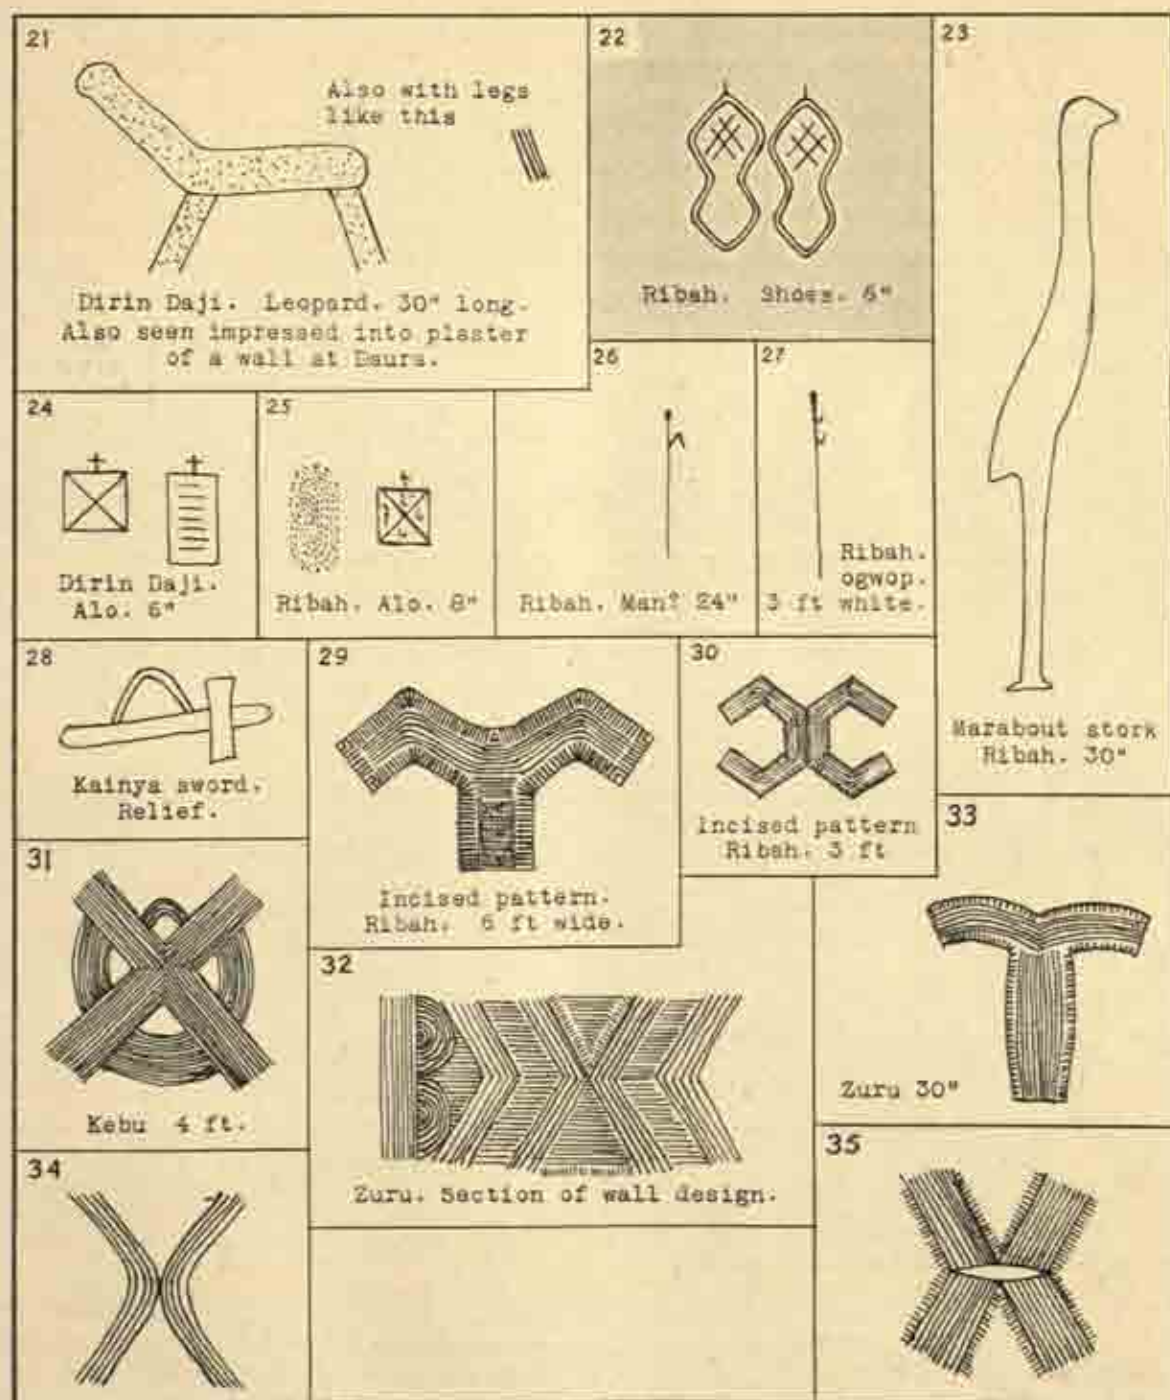 21
Also with legs
like this
Dirin Daji. Leopard. 30" long.
Also seen impressed into plaster
of a wall at Daura.
22
Ribah. Shoes. 6"
23
Marabout stork
Ribah. 30"
24
Dirin Daji.
Alo. 6"
25
Ribah. Alo. 8"
26
Ribah. Man? 24"
27
Ribah.
ogwop.
3 ft white.
28
Kainya sword.
Relief.
29
Incised pattern.
Ribah. 6 ft wide.
30
Incised pattern
Ribah. 3 ft
31
Kebu 4 ft.
32
Zuru. Section of wall design.
33
Zuru 30"
34
35